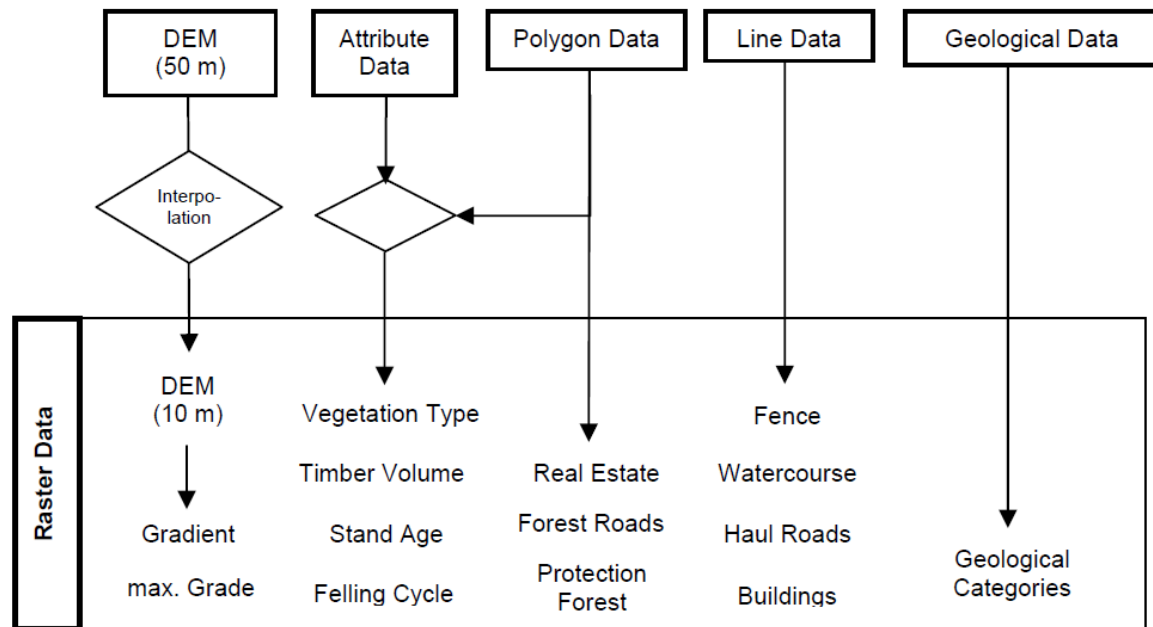 DEM
(50 m)
Attribute
Data
Polygon Data
Line Data
Geological Data
Interpo-
lation
Raster Data
DEM
(10 m)
Gradient
max. Grade
Vegetation Type
Timber Volume
Stand Age
Felling Cycle
Real Estate
Forest Roads
Protection
Forest
Fence
Watercourse
Haul Roads
Buildings
Geological
Categories